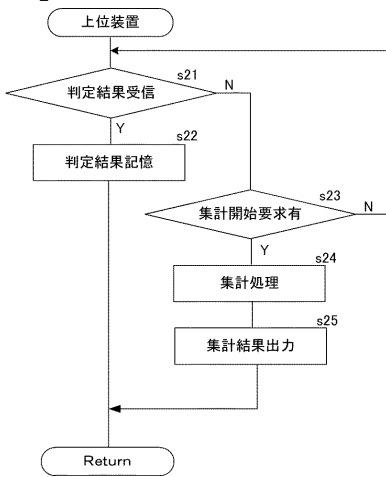 上位装置
s21
判定結果受信
N
Y
s22
判定結果記憶
s23
集計開始要求有
N
Y
s24
集計処理
s25
集計結果出力
Return